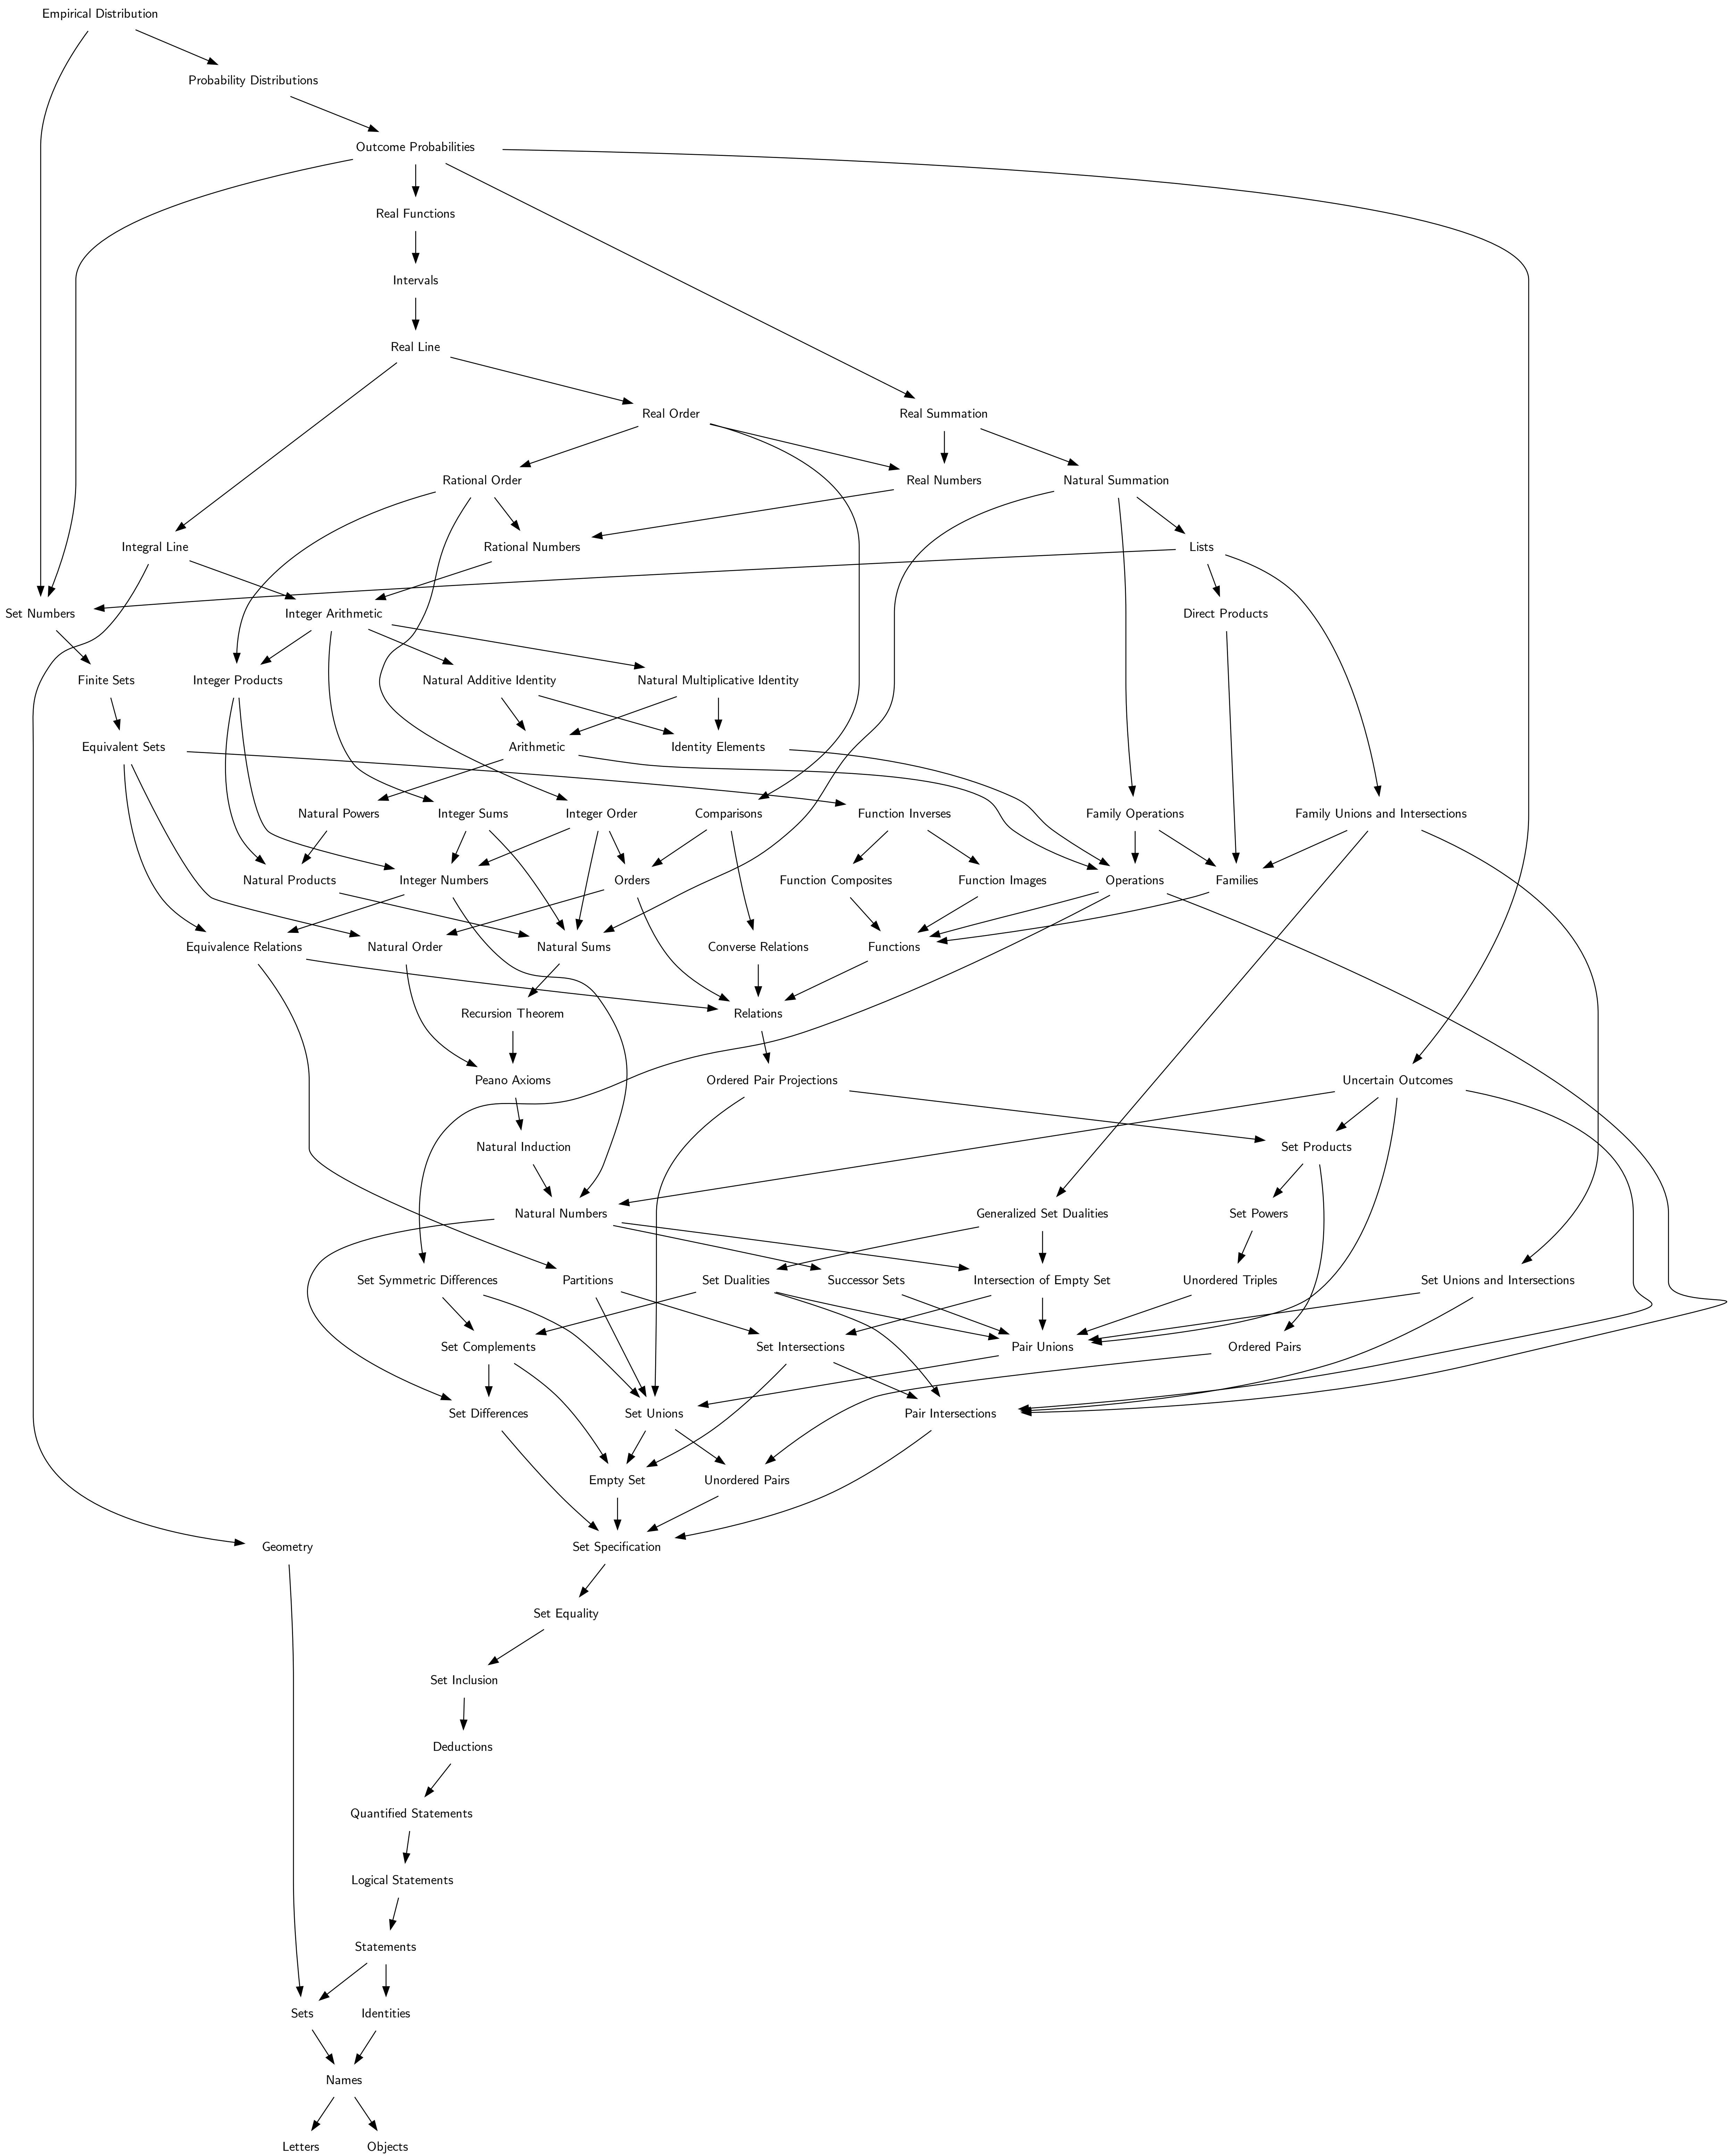 Empirical Distribution
Probability Distributions
Outcome Probabilities
Real Functions
Intervals
Real Line
Real Order
Real Summation
Rational Order
Real Numbers
Natural Summation
Integral Line
Rational Numbers
Lists
Set Numbers
Integer Arithmetic
Direct Products
Finite Sets
Integer Products
Natural Additive Identity
Natural Multiplicative Identity
Equivalent Sets
Arithmetic
Identity Elements
Natural Powers
Integer Sums
Integer Order
Comparisons
Function Inverses
Family Operations
Family Unions and Intersections
Natural Products
Integer Numbers
Orders
Function Composites
Function Images
Operations
Families
Equivalence Relations
Natural Order
Natural Sums
Converse Relations
Functions
Recursion Theorem
Relations
Peano Axioms
Ordered Pair Projections
Uncertain Outcomes
Natural Induction
Set Products
Natural Numbers
Generalized Set Dualities
Set Powers
Set Symmetric Differences
Partitions
Set Dualities
Successor Sets
Intersection of Empty Set
Unordered Triples
Set Unions and Intersections
Set Complements
Set Intersections
Pair Unions
Ordered Pairs
Set Differences
Set Unions
Pair Intersections
Empty Set
Unordered Pairs
Geometry
Set Specification
Set Equality
Set Inclusion
Deductions
Quantified Statements
Logical Statements
Statements
Sets
Identities
Names
Letters
Objects